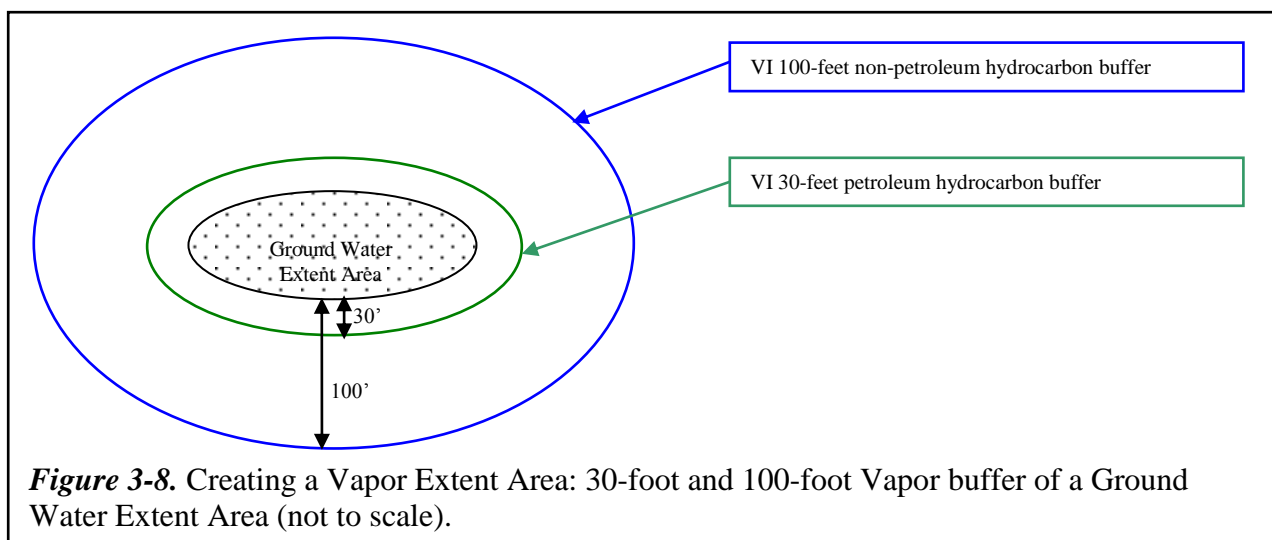 VI 100-feet non-petroleum hydrocarbon buffer
VI 30-feet petroleum hydrocarbon buffer
Ground Water
Extent Area
30’
100’
Figure 3-8. Creating a Vapor Extent Area: 30-foot and 100-foot Vapor buffer of a Ground
Water Extent Area (not to scale).